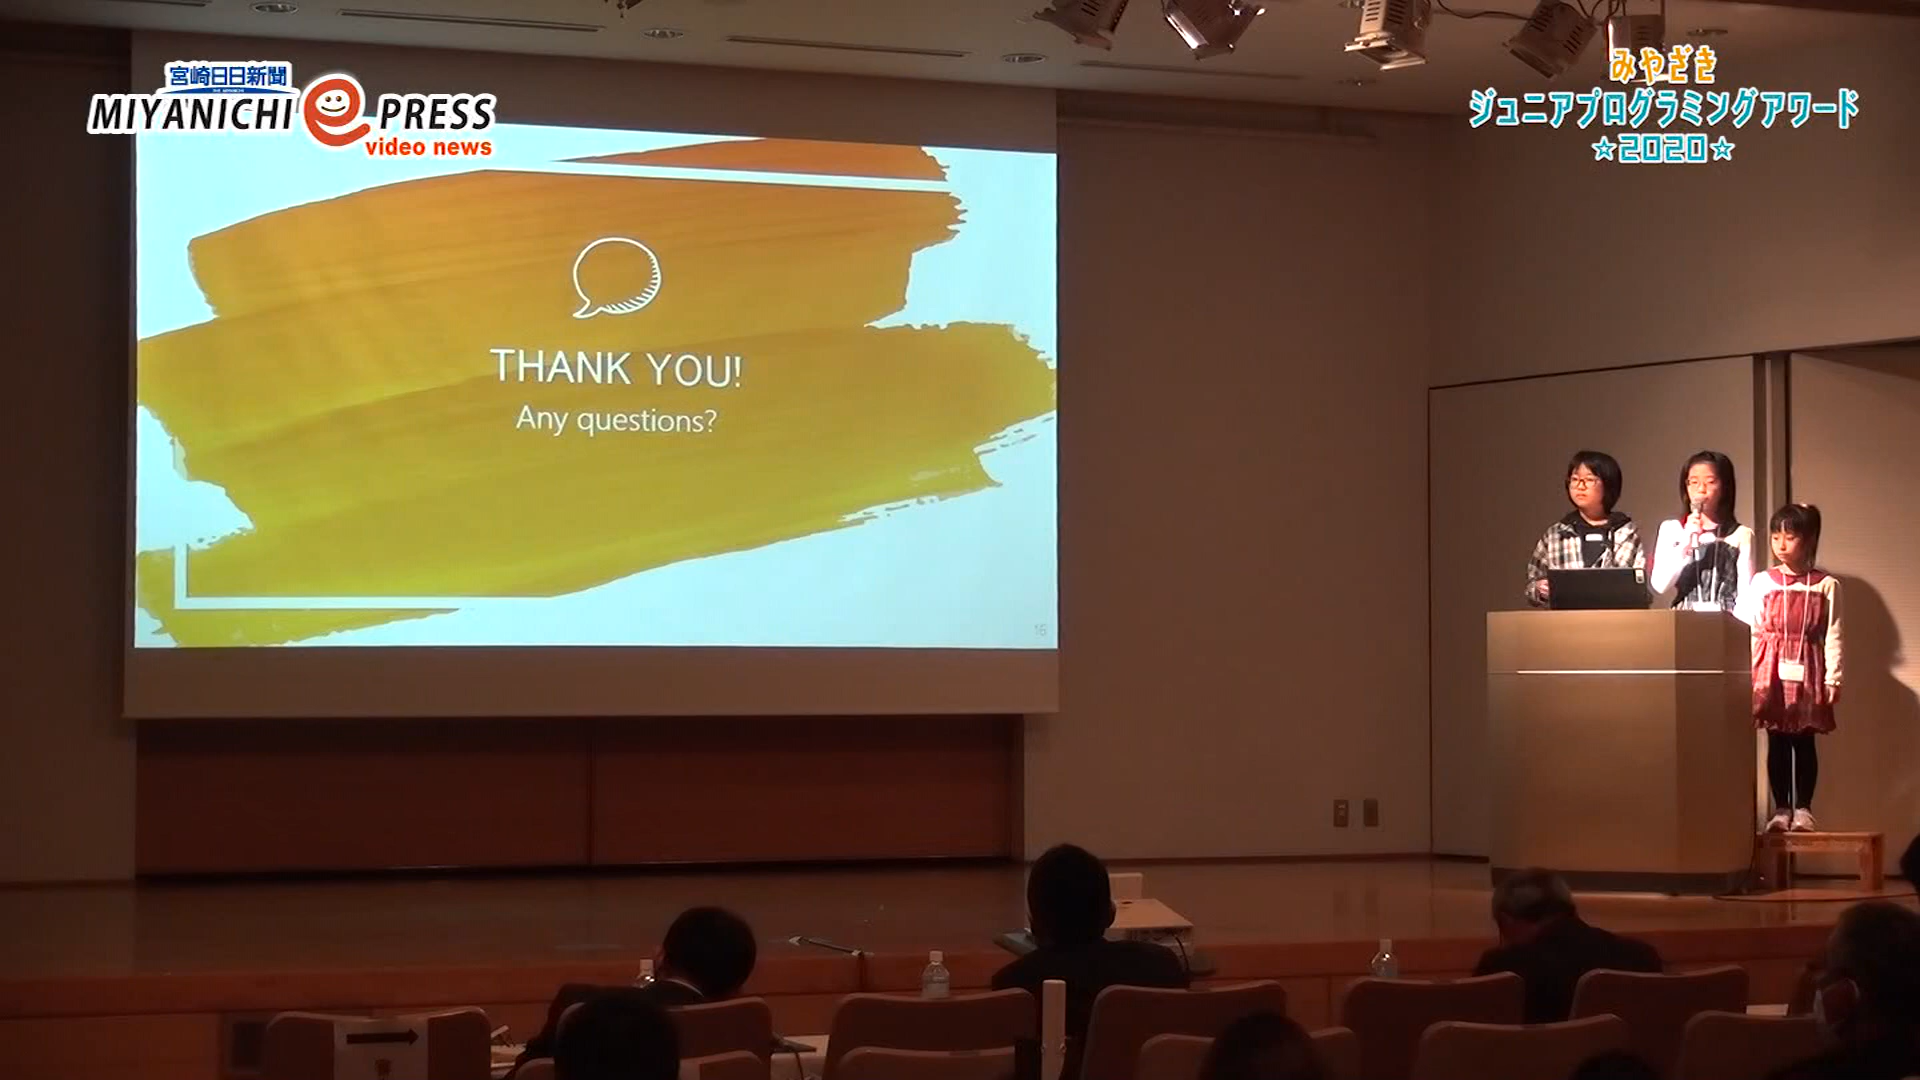 宮崎日日新聞
MIYANICHI e PRESS
video news
みやざき
ジュニアプログラミングアワード
☆2020☆
THANK YOU!
Any questions?
16